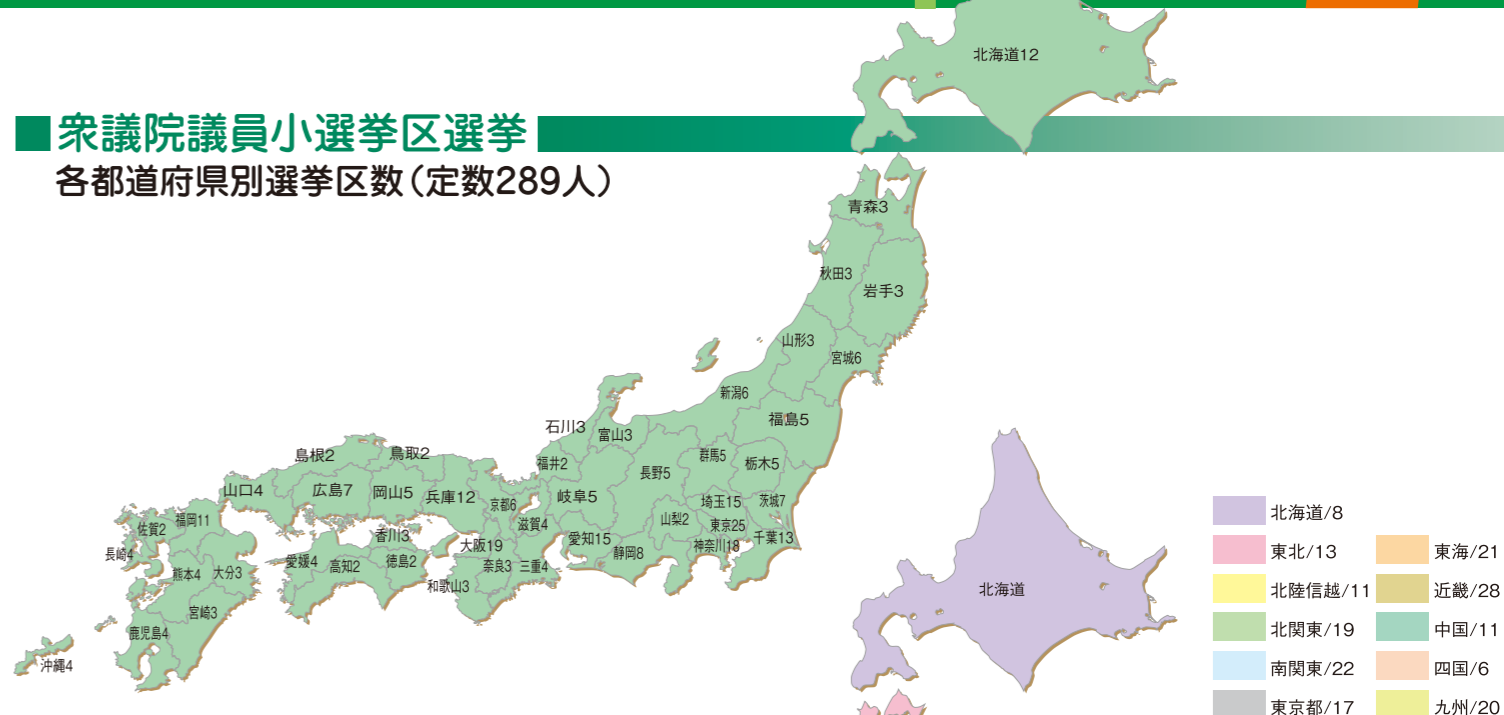 北海道12
■衆議院議員小選挙区選挙
各都道府県別選挙区数(定数289人)
青森3
秋田3
岩手3
山形3
宮城6
新潟6
福島5
石川3
富山3
島根2
鳥取2
福井2
長野5
群馬5
栃木5
山口4
広島7
岡山5
兵庫12
京都6
岐阜5
埼玉15
茨城7
佐賀2
福岡11
滋賀4
山梨2
東京25
香川3
大阪19
愛知15
静岡8
神奈川18
千葉13
長崎4
熊本4
大分3
愛媛4
高知2
徳島2
奈良3
三重4
和歌山3
宮崎3
鹿児島4
沖縄4
北海道
北海道/8
東北/13
東海/21
北陸信越/11
近畿/28
北関東/19
中国/11
南関東/22
四国/6
東京都/17
九州/20